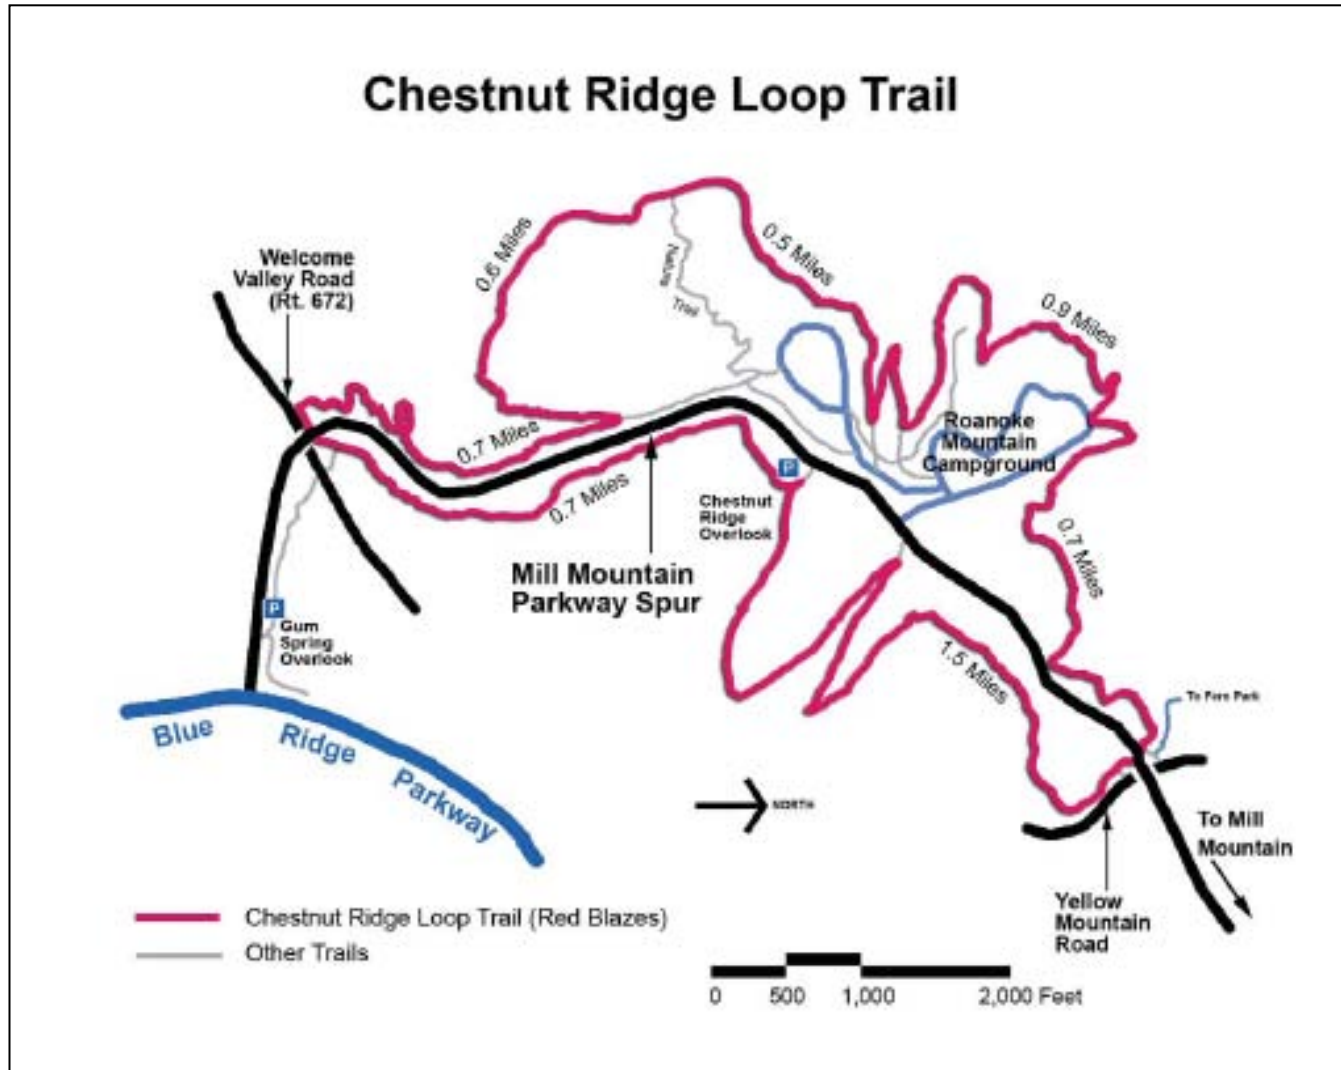 Chestnut Ridge Loop Trail
Welcome
Valley Road
(Rt. 672)
0.6 Miles
Nature
Trail
0.5 Miles
0.9 Miles
0.7 Miles
0.7 Miles
Roanoke
Mountain
Campground
P
Chestnut
Ridge
Overlook
Mill Mountain
Parkway Spur
0.7 Miles
P
Gum
Spring
Overlook
1.5 Miles
To Fern Park
Blue Ridge Parkway
NORTH
To Mill
Mountain
Yellow
Mountain
Road
Chestnut Ridge Loop Trail (Red Blazes)
Other Trails
0 500 1,000 2,000 Feet